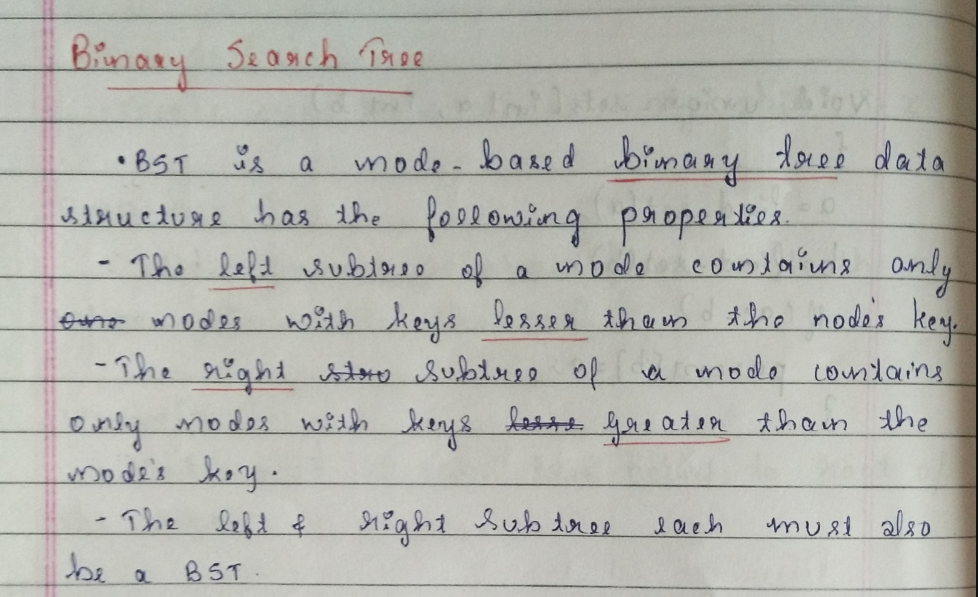 Binary Search Tree
• BST is a node-based binary tree data
structure has the following properties.
- The left subtree of a node contains only
nodes with keys lesser than the node's key.
- The right subtree of a node contains
only nodes with keys greater than the
node's key.
- The left & right subtree each must also
be a BST.